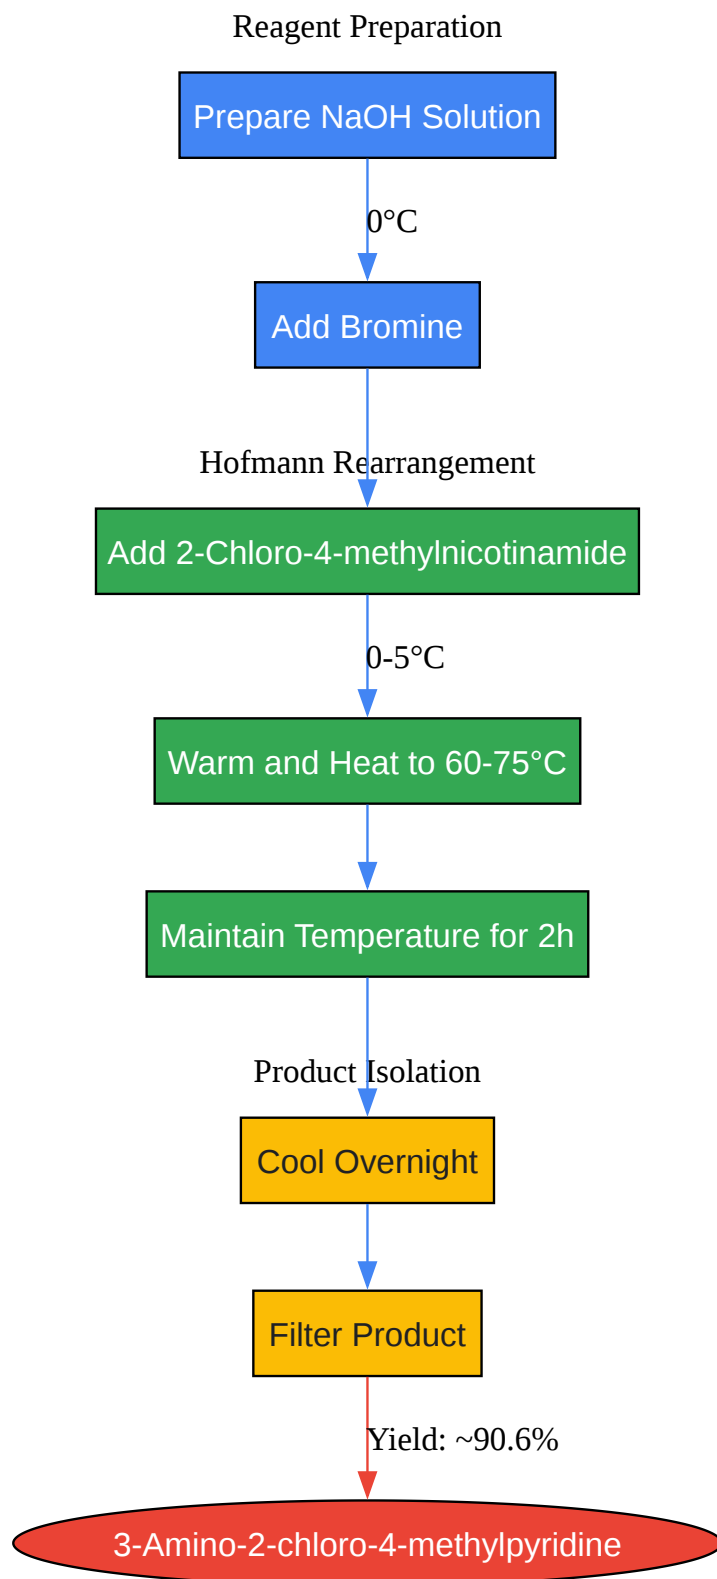 Reagent Preparation
Prepare NaOH Solution
0°C
Add Bromine
Hofmann Rearrangement
Add 2-Chloro-4-methylnicotinamide
0-5°C
Warm and Heat to 60-75°C
Maintain Temperature for 2h
Product Isolation
Cool Overnight
Filter Product
Yield: ~90.6%
3-Amino-2-chloro-4-methylpyridine